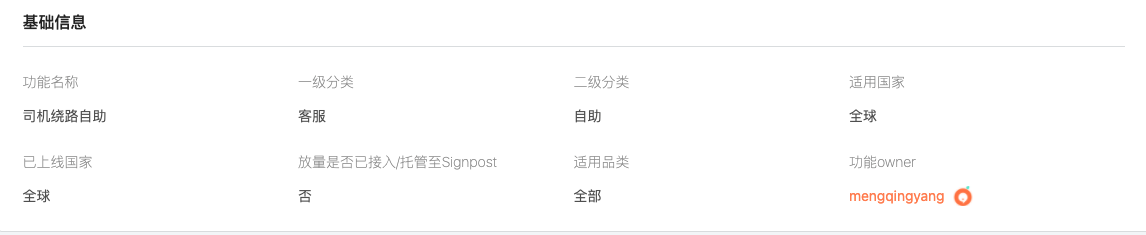 基础信息
功能名称 一级分类 二级分类 适用国家
司机绕路自助 客服 自助 全球
已上线国家 放量是否已接入/托管至Signpost 适用品类 功能owner
全球 否 全部 mengqingyang